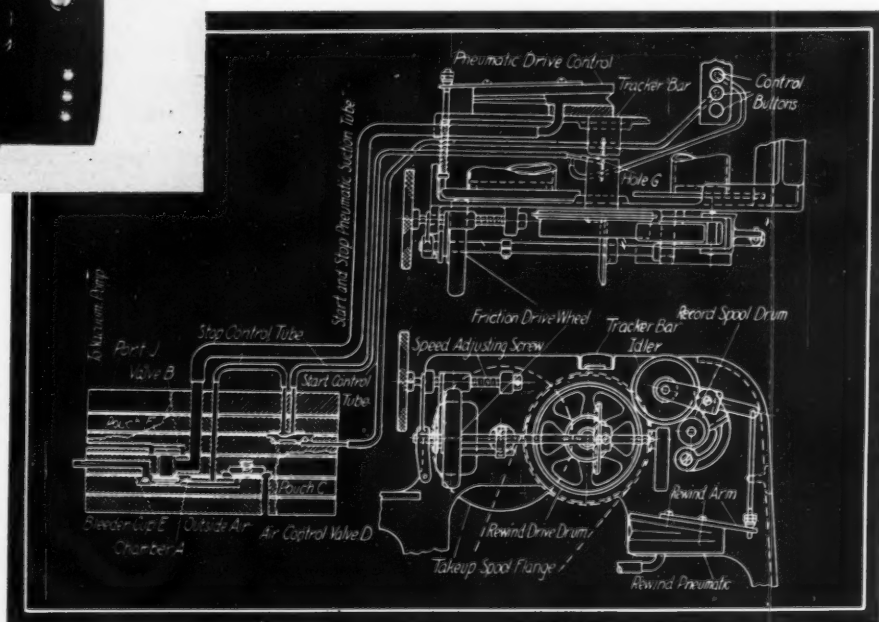 Pneumatic Drive Control
Tracker Bar
Control
Buttons
Hole G
Start and Stop Pneumatic Suction Tube
To Vacuum Pump
Port J
Valve B
Stop Control Tube
Start Control
Tube
Pouch C
Bleeder Cup E
Outside Air
Air Control Valve D
Chamber A
Friction Drive Wheel
Speed Adjusting Screw
Tracker Bar
Idler
Record Spool Drum
Rewind Arm
Rewind Drive Drum
Takeup Spool Flange
Rewind Pneumatic